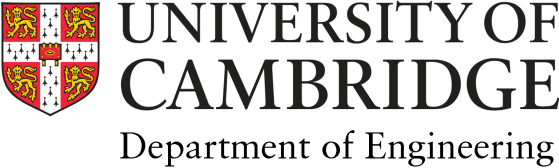 UNIVERSITY OF
CAMBRIDGE
Department of Engineering